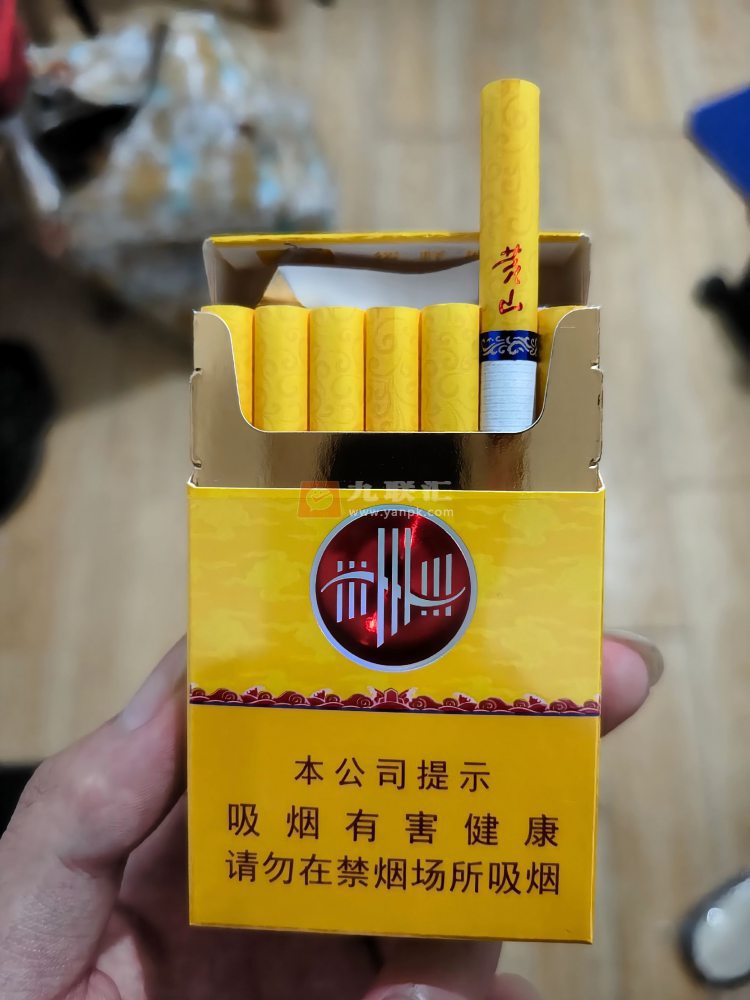 黄山
九联汇
www.yanpk.com
本公司提示
吸烟有害健康
请勿在禁烟场所吸烟